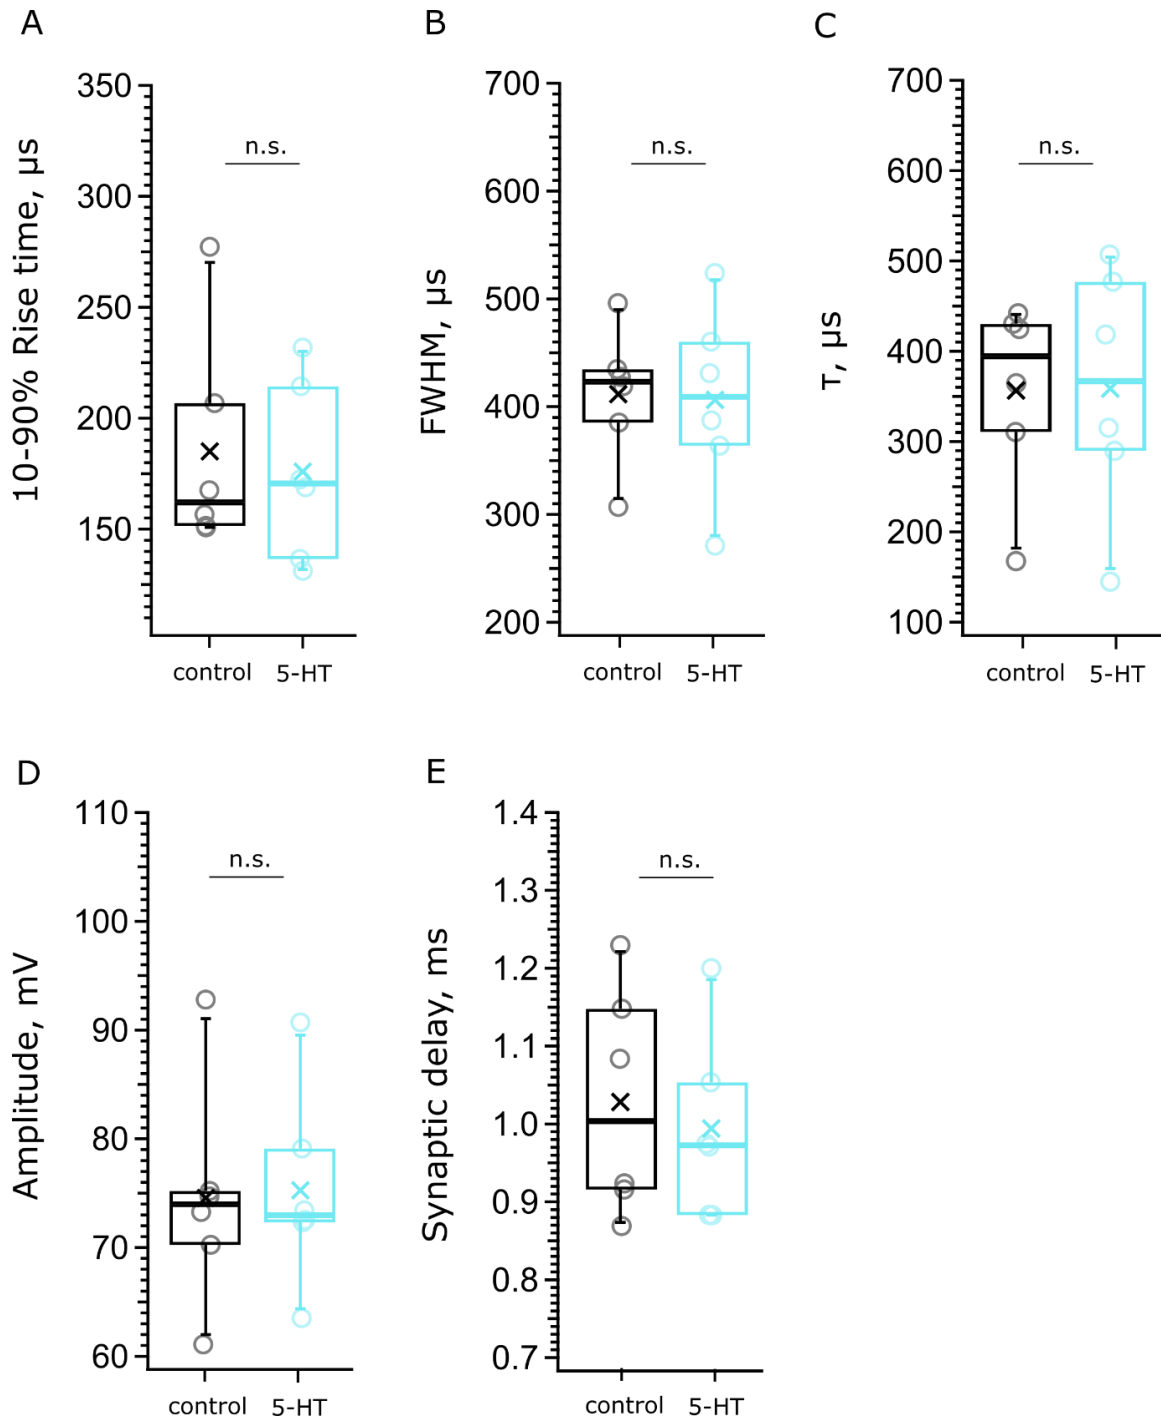 A
10-90% Rise time, µs
350
300
250
200
150
n.s.
control 5-HT
B
FWHM, µs
700
600
500
400
300
200
n.s.
control 5-HT
C
τ, µs
700
600
500
400
300
200
100
n.s.
control 5-HT
D
Amplitude, mV
110
100
90
80
70
60
n.s.
control 5-HT
E
Synaptic delay, ms
1.4
1.3
1.2
1.1
1.0
0.9
0.8
0.7
n.s.
control 5-HT